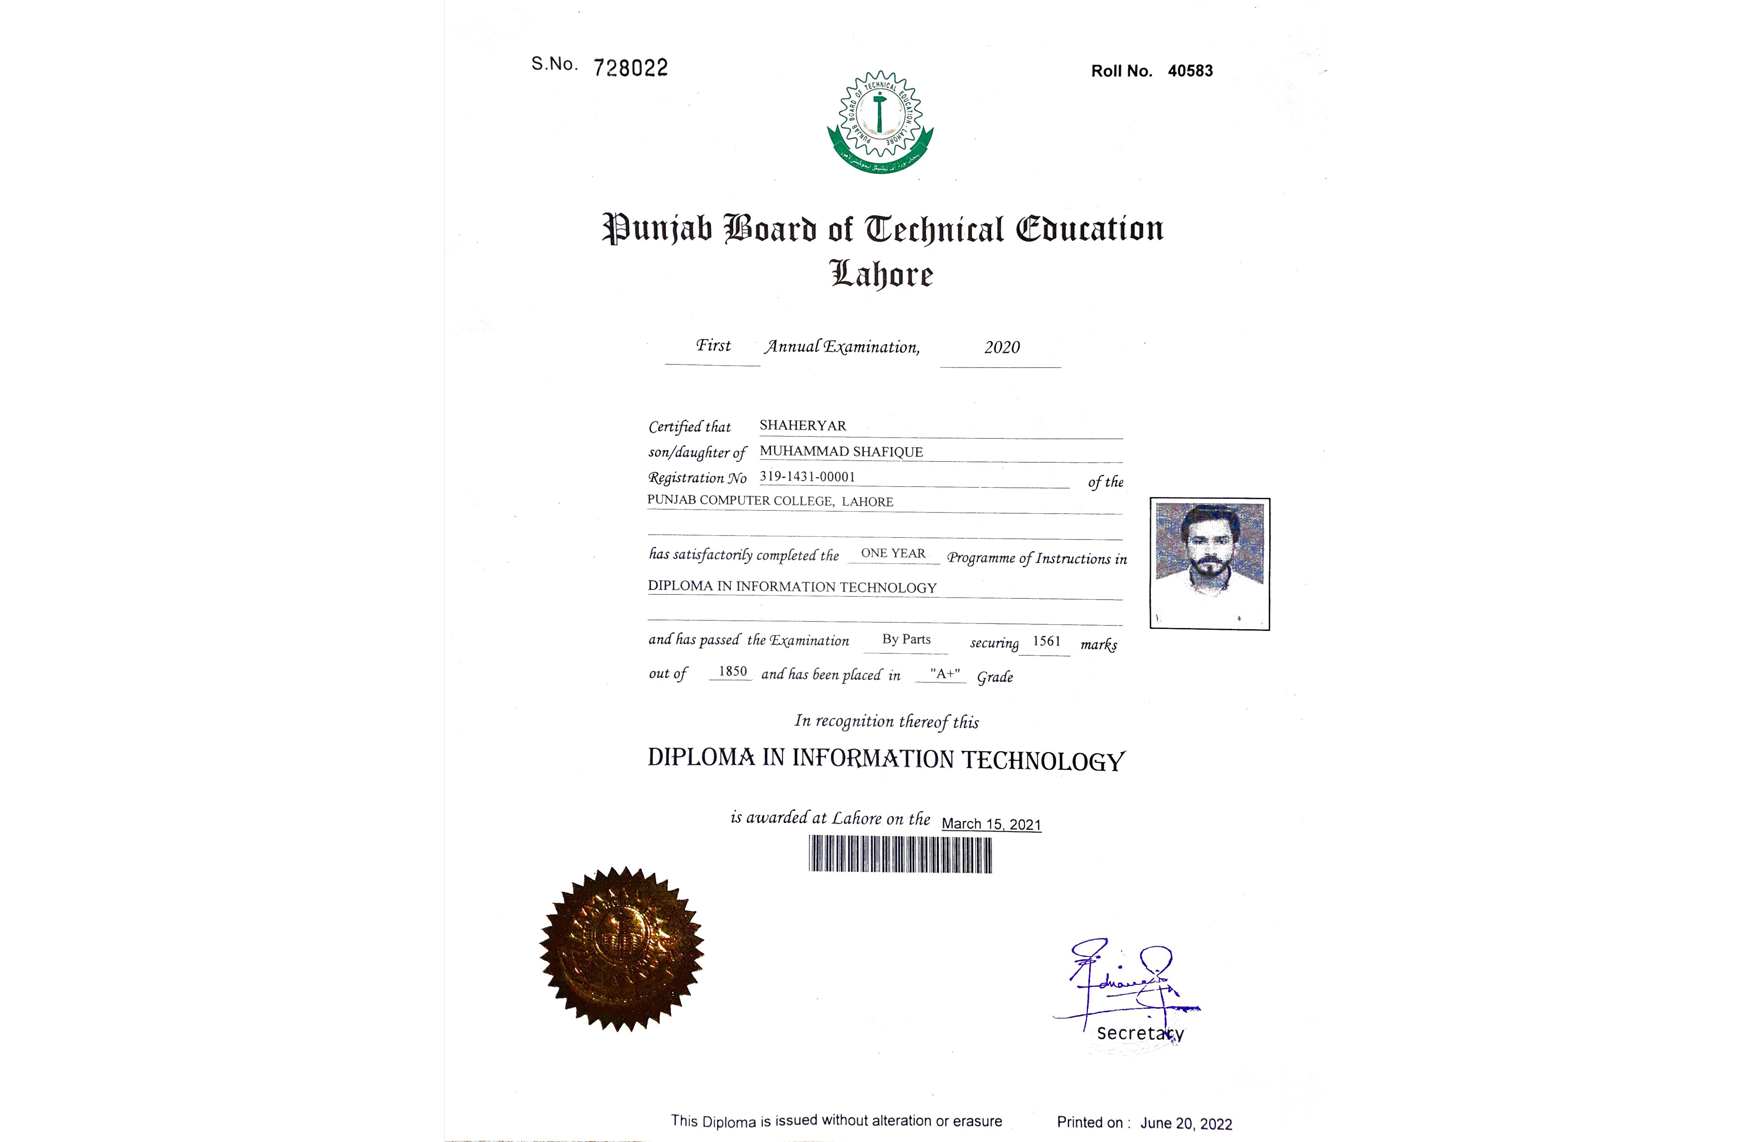 S.No. 728022
Roll No. 40583
PUNJAB BOARD OF TECHNICAL EDUCATION - LAHORE
Punjab Board of Technical Education
Lahore
First Annual Examination, 2020
Certified that SHAHERYAR
son/daughter of MUHAMMAD SHAFIQUE
Registration No 319-1431-00001 of the
PUNJAB COMPUTER COLLEGE, LAHORE
has satisfactorily completed the ONE YEAR Programme of Instructions in
DIPLOMA IN INFORMATION TECHNOLOGY
and has passed the Examination By Parts securing 1561 marks
out of 1850 and has been placed in "A+" Grade
In recognition thereof this
DIPLOMA IN INFORMATION TECHNOLOGY
is awarded at Lahore on the March 15, 2021
Secretary
This Diploma is issued without alteration or erasure Printed on : June 20, 2022